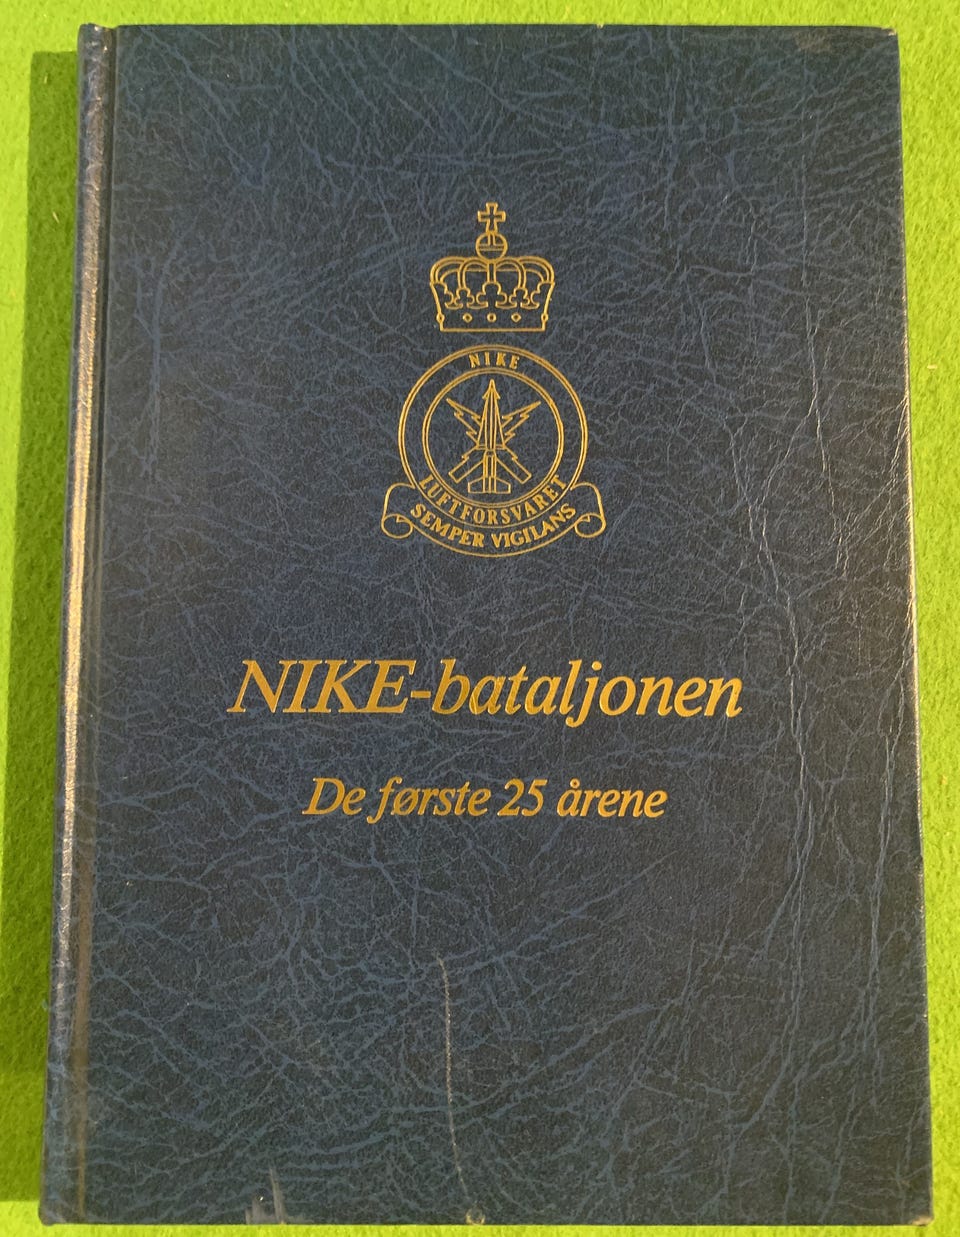 NIKE
LUFTFORSVARET
SEMPER VIGILANS
NIKE-bataljonen
De første 25 årene